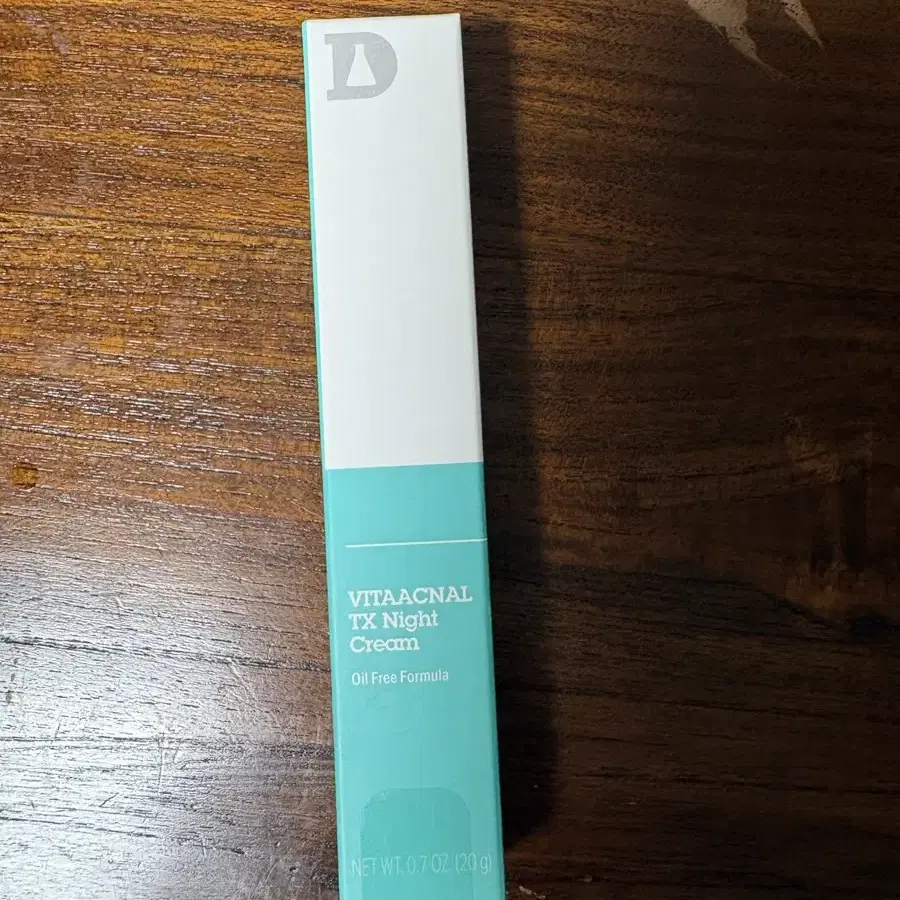 D
VITAACNAL
TX Night
Cream
Oil Free Formula
NET WT. 0.7 OZ. (20 g)